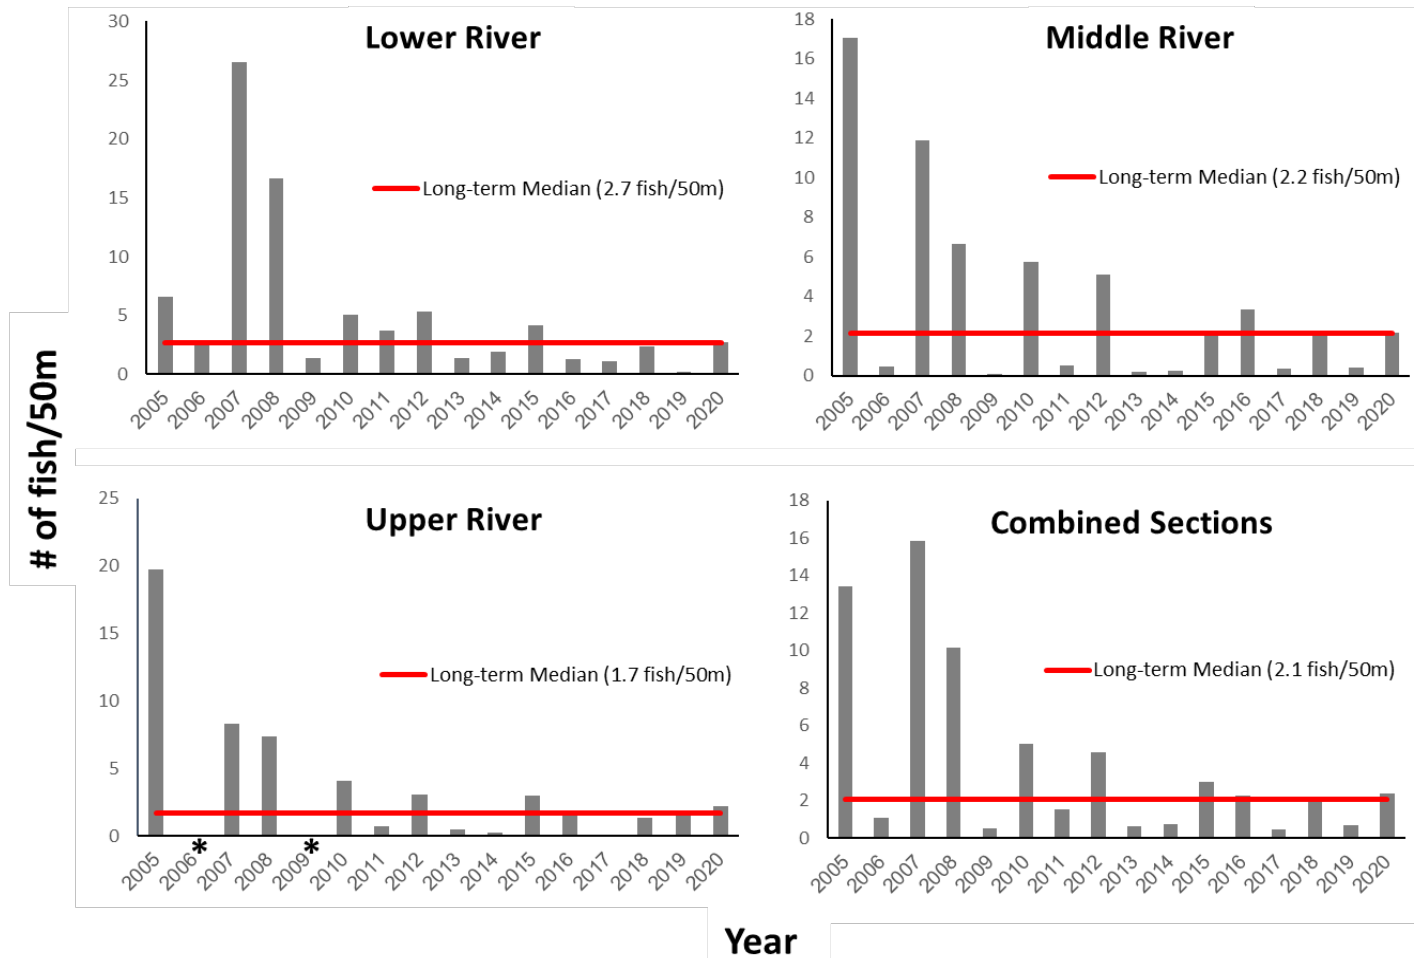 Lower River
30
25
20
15
10
5
0
Long-term Median (2.7 fish/50m)
2005 2006 2007 2008 2009 2010 2011 2012 2013 2014 2015 2016 2017 2018 2019 2020
Middle River
18
16
14
12
10
8
6
4
2
0
Long-term Median (2.2 fish/50m)
2005 2006 2007 2008 2009 2010 2011 2012 2013 2014 2015 2016 2017 2018 2019 2020
# of fish/50m
Upper River
25
20
15
10
5
0
Long-term Median (1.7 fish/50m)
2005 2006* 2007 2008 2009* 2010 2011 2012 2013 2014 2015 2016 2017 2018 2019 2020
Combined Sections
18
16
14
12
10
8
6
4
2
0
Long-term Median (2.1 fish/50m)
2005 2006 2007 2008 2009 2010 2011 2012 2013 2014 2015 2016 2017 2018 2019 2020
Year